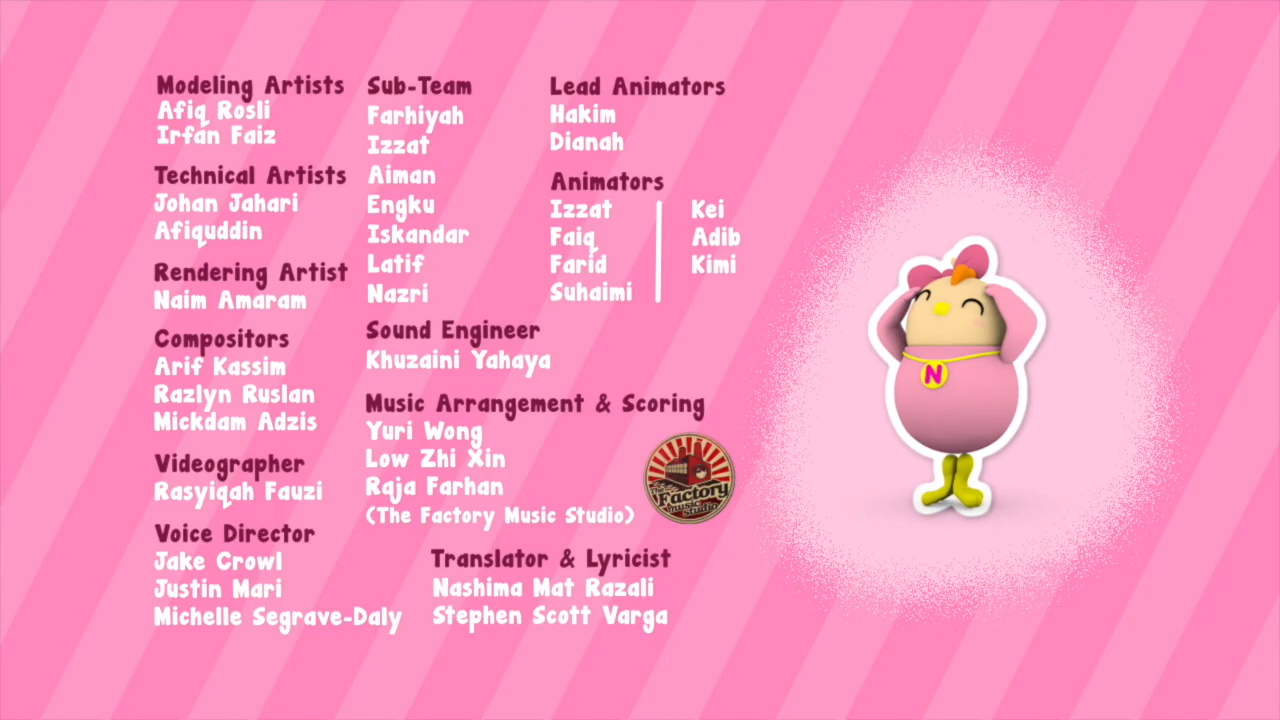 Modeling Artists
Afiq Rosli
Irfan Faiz
Technical Artists
Johan Jahari
Afiquddin
Rendering Artist
Naim Amaram
Compositors
Arif Kassim
Razlyn Ruslan
Mickdam Adzis
Videographer
Rasyiqah Fauzi
Voice Director
Jake Crowl
Justin Mari
Michelle Segrave-Daly
Sub-Team
Farhiyah
Izzat
Aiman
Engku
Iskandar
Latif
Nazri
Sound Engineer
Khuzaini Yahaya
Music Arrangement & Scoring
Yuri Wong
Low Zhi Xin
Raja Farhan
(The Factory Music Studio)
The
Factory
music
studio
Translator & Lyricist
Nashima Mat Razali
Stephen Scott Varga
Lead Animators
Hakim
Dianah
Animators
Izzat
Faiq
Farid
Suhaimi
Kei
Adib
Kimi
N